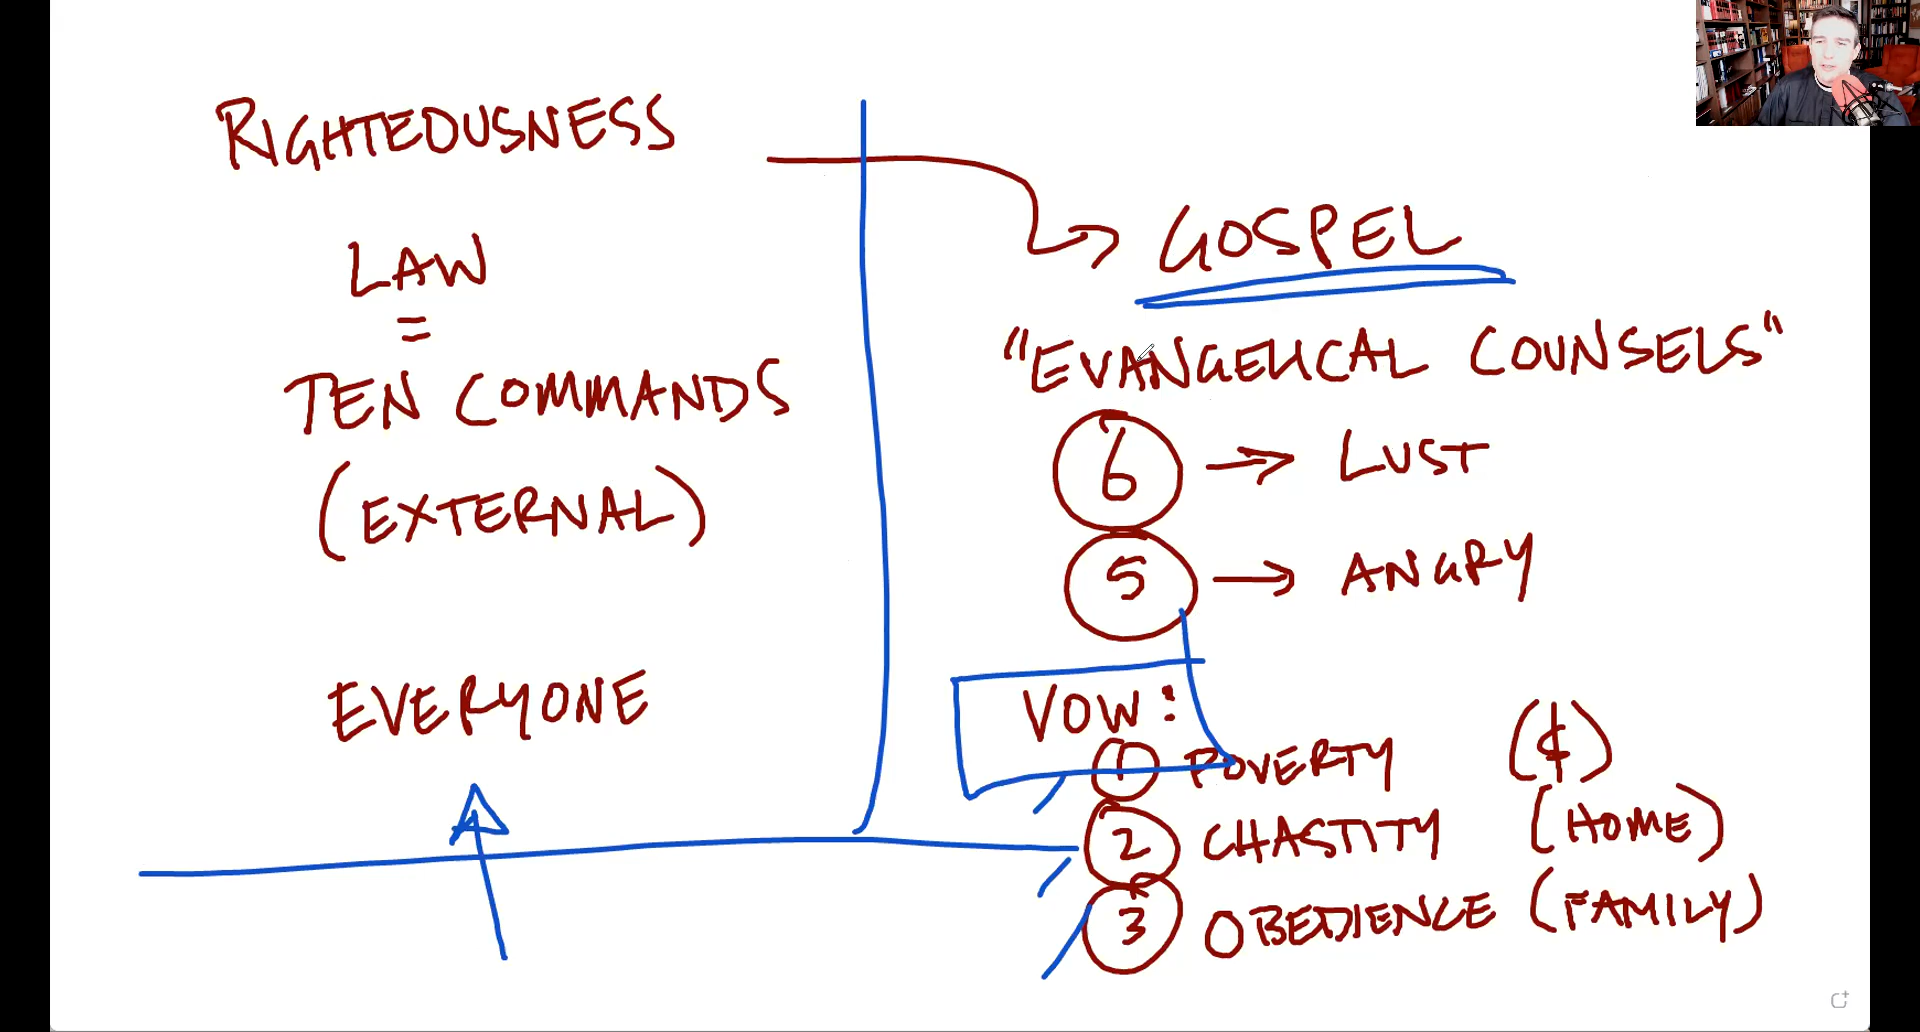 RIGHTEOUSNESS
LAW
=
TEN COMMANDS
(EXTERNAL)
EVERYONE
GOSPEL
"EVANGELICAL COUNSELS"
6 → LUST
5 → ANGRY
VOW:
1 POVERTY (¢)
2 CHASTITY (HOME)
3 OBEDIENCE (FAMILY)